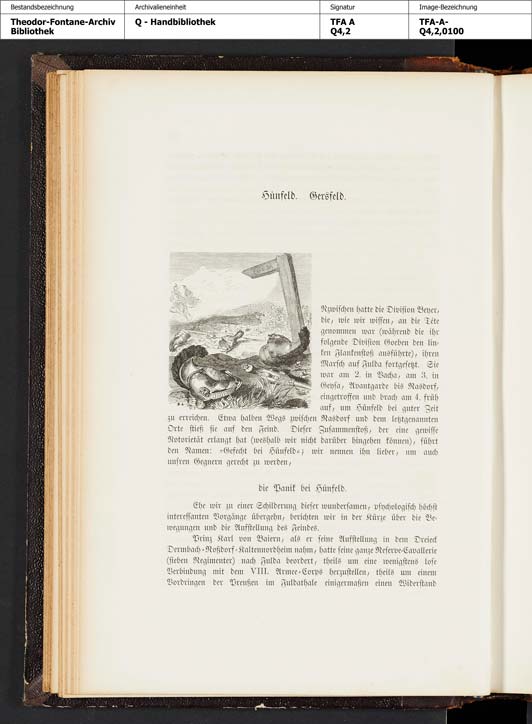 Bestandsbezeichnung
Theodor-Fontane-Archiv
Bibliothek
Archivalieneinheit
Q - Handbibliothek
Signatur
TFA A
Q4,2
Image-Bezeichnung
TFA-A-
Q4,2,0100
Hünfeld. Gersfeld.
Nzwischen hatte die Division Beyer,
die, wie wir wissen, an die Tête
genommen war (während die ihr
folgende Division Goeben den lin-
ken Flankenstoß ausführte), ihren
Marsch auf Fulda fortgesetzt. Sie
war am 2. in Vacha, am 3. in
Geysa, Avantgarde bis Rasdorf,
eingetroffen und brach am 4. früh
auf, um Hünfeld bei guter Zeit
zu erreichen. Etwa halben Wegs zwischen Rasdorf und dem letztgenannten
Orte stieß sie auf den Feind. Dieser Zusammenstoß, der eine gewisse
Notorietät erlangt hat (weshalb wir nicht darüber hingehen können), führt
den Namen: »Gefecht bei Hünfeld«; wir nennen ihn lieber, um auch
unsren Gegnern gerecht zu werden,
die Panik bei Hünfeld.
Ehe wir zu einer Schilderung dieser wundersamen, psychologisch höchst
interessanten Vorgänge übergehn, berichten wir in der Kürze über die Be-
wegungen und die Aufstellung des Feindes.
Prinz Karl von Baiern, als er seine Aufstellung in dem Dreieck
Dermbach-Roßdorf-Kaltennordheim nahm, hatte seine ganze Reserve-Cavallerie
(sieben Regimenter) nach Fulda beordert, theils um eine wenigstens lose
Verbindung mit dem VIII. Armee-Corps herzustellen, theils um einem
Vordringen der Preußen im Fuldathale einigermaßen einen Widerstand